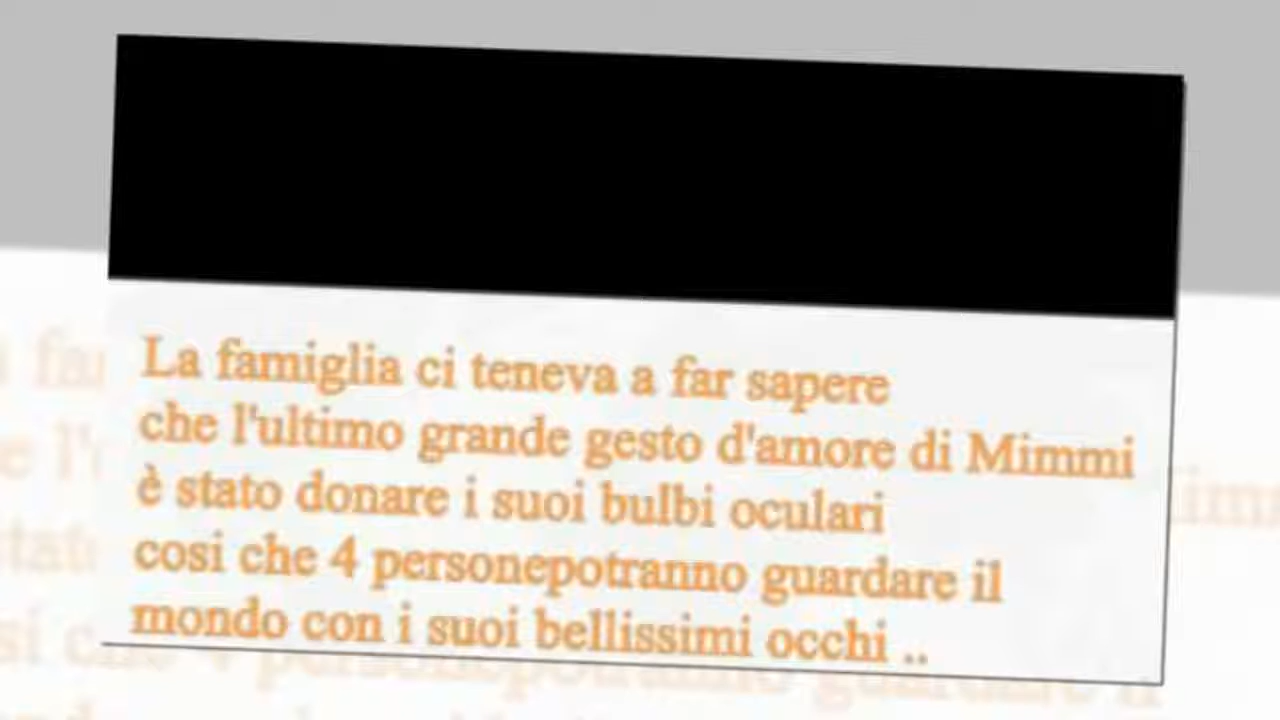 La famiglia ci teneva a far sapere
che l'ultimo grande gesto d'amore di Mimmi
è stato donare i suoi bulbi oculari
cosi che 4 personepotranno guardare il
mondo con i suoi bellissimi occhi ..